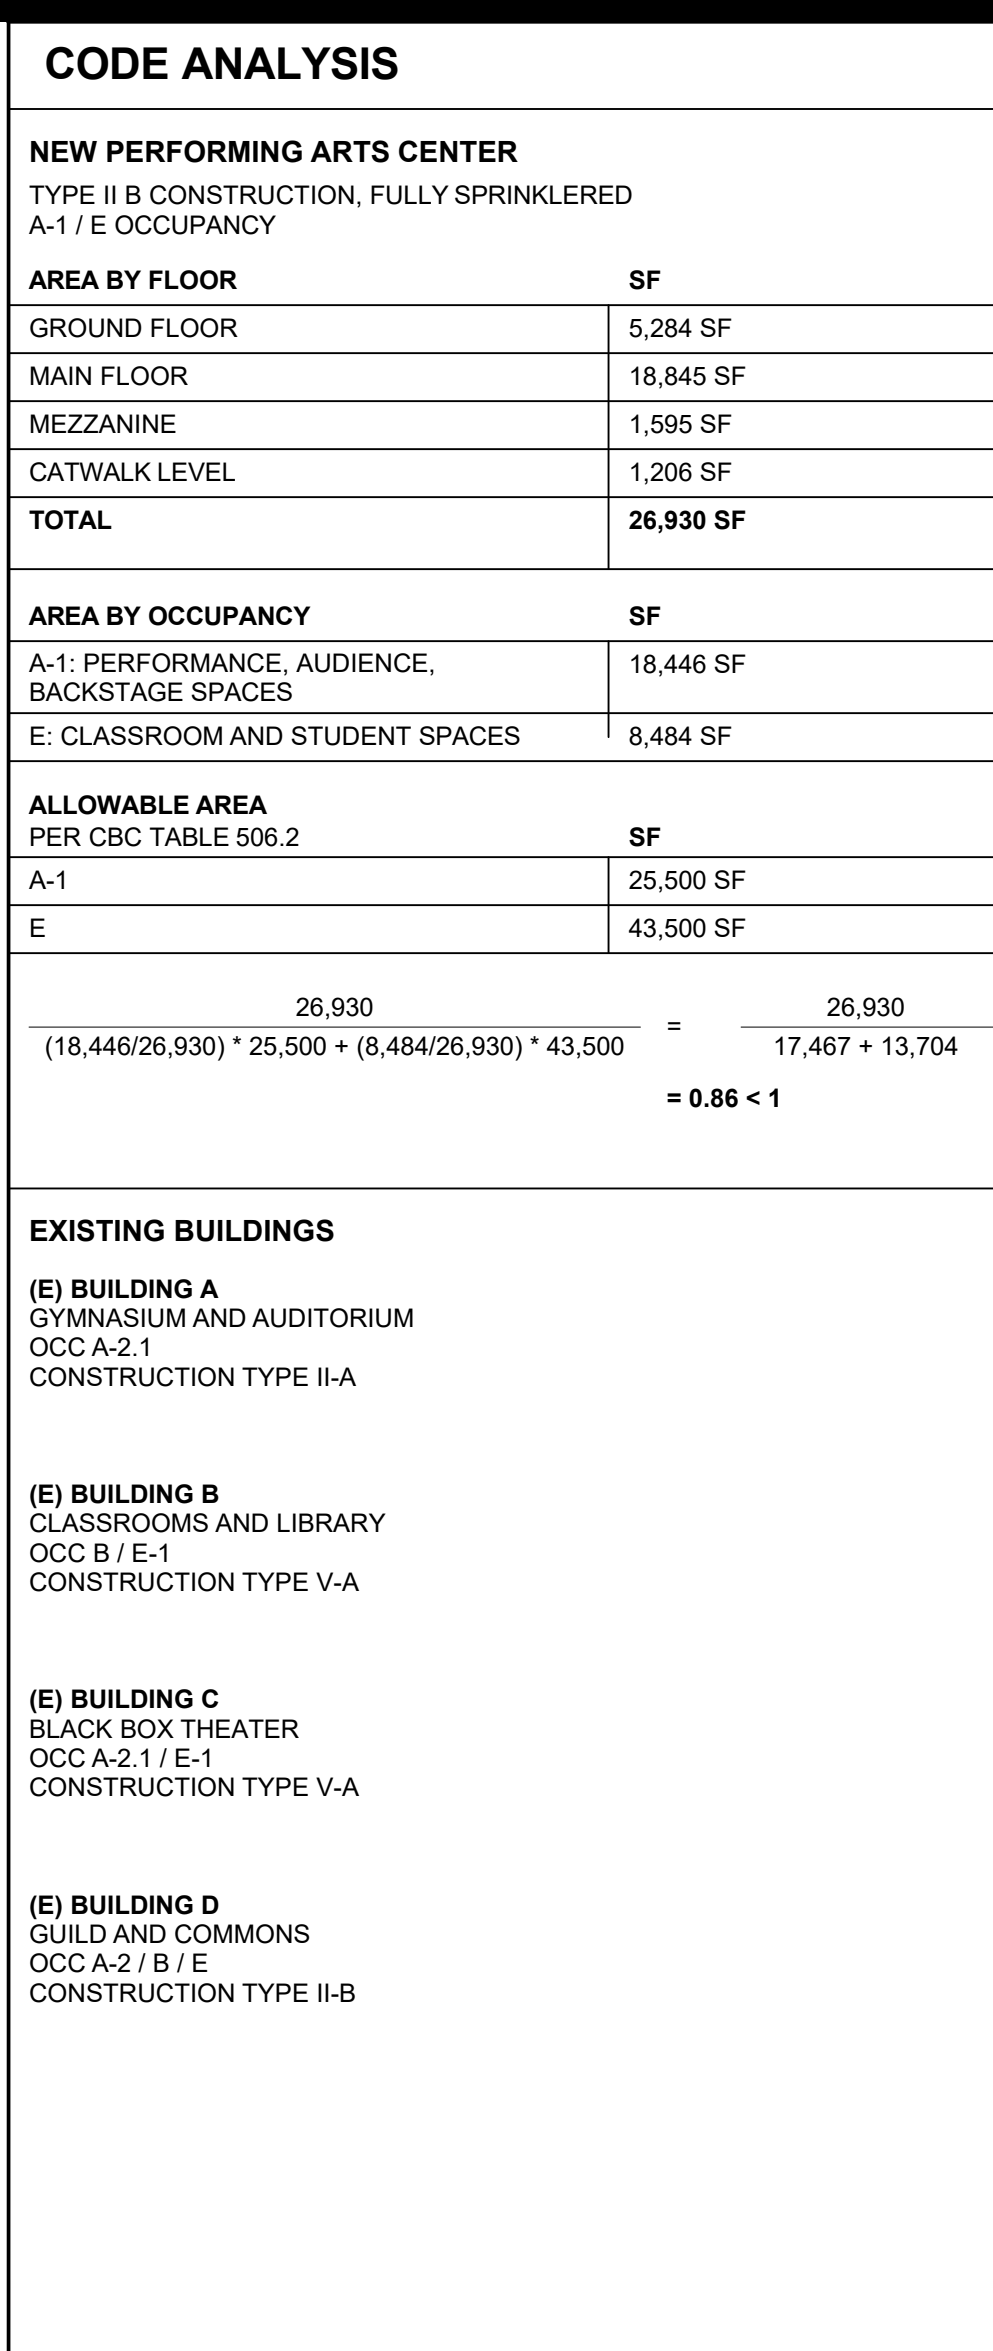 CODE ANALYSIS
NEW PERFORMING ARTS CENTER
TYPE II B CONSTRUCTION, FULLY SPRINKLERED
A-1 / E OCCUPANCY
AREA BY FLOOR SF
GROUND FLOOR 5,284 SF
MAIN FLOOR 18,845 SF
MEZZANINE 1,595 SF
CATWALK LEVEL 1,206 SF
TOTAL 26,930 SF
AREA BY OCCUPANCY SF
A-1: PERFORMANCE, AUDIENCE, 18,446 SF
BACKSTAGE SPACES
E: CLASSROOM AND STUDENT SPACES 8,484 SF
ALLOWABLE AREA
PER CBC TABLE 506.2 SF
A-1 25,500 SF
E 43,500 SF
26,930 = 26,930
(18,446/26,930) * 25,500 + (8,484/26,930) * 43,500 17,467 + 13,704
= 0.86 < 1
EXISTING BUILDINGS
(E) BUILDING A
GYMNASIUM AND AUDITORIUM
OCC A-2.1
CONSTRUCTION TYPE II-A
(E) BUILDING B
CLASSROOMS AND LIBRARY
OCC B / E-1
CONSTRUCTION TYPE V-A
(E) BUILDING C
BLACK BOX THEATER
OCC A-2.1 / E-1
CONSTRUCTION TYPE V-A
(E) BUILDING D
GUILD AND COMMONS
OCC A-2 / B / E
CONSTRUCTION TYPE II-B